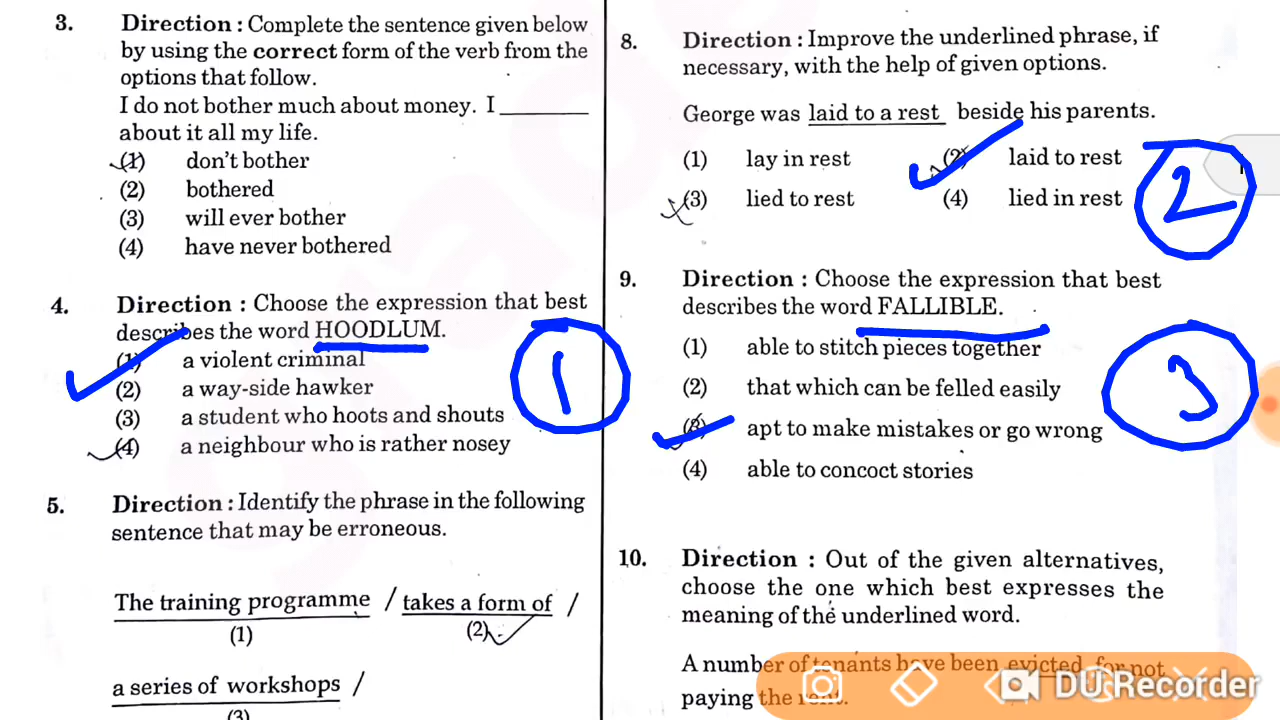 3. Direction : Complete the sentence given below
by using the correct form of the verb from the
options that follow.
I do not bother much about money. I ________
about it all my life.
(1) don't bother
(2) bothered
(3) will ever bother
(4) have never bothered
4. Direction : Choose the expression that best
describes the word HOODLUM.
(1) a violent criminal
(2) a way-side hawker
(3) a student who hoots and shouts
(4) a neighbour who is rather nosey
1
5. Direction : Identify the phrase in the following
sentence that may be erroneous.
The training programme / takes a form of /
(1) (2)
a series of workshops /
(3)
8. Direction : Improve the underlined phrase, if
necessary, with the help of given options.
George was laid to a rest beside his parents.
(1) lay in rest (2) laid to rest
(3) lied to rest (4) lied in rest
2
9. Direction : Choose the expression that best
describes the word FALLIBLE.
(1) able to stitch pieces together
(2) that which can be felled easily
(3) apt to make mistakes or go wrong
(4) able to concoct stories
3
10. Direction : Out of the given alternatives,
choose the one which best expresses the
meaning of the underlined word.
A number of tenants have been evicted for not
paying the rent.
DU Recorder